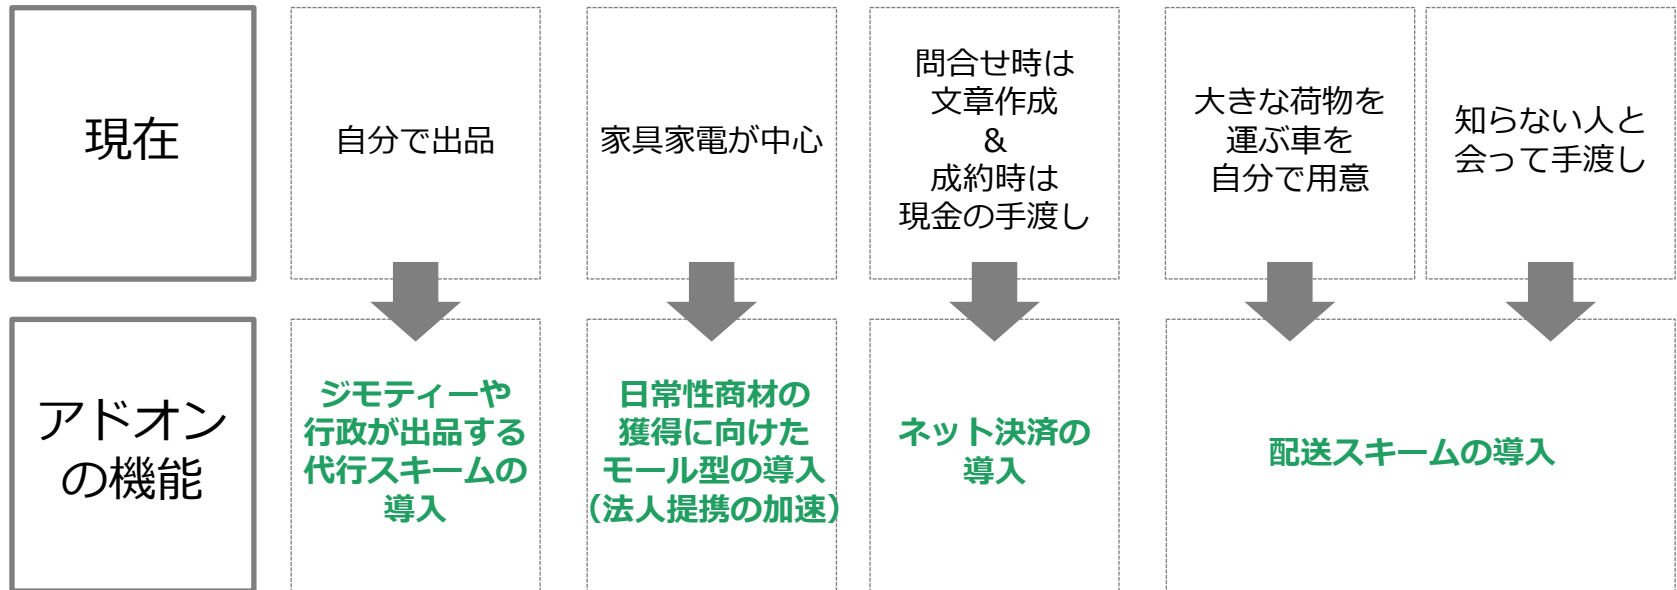 現在
自分で出品
家具家電が中心
問合せ時は
文章作成
&
成約時は
現金の手渡し
大きな荷物を
運ぶ車を
自分で用意
知らない人と
会って手渡し
アドオン
の機能
ジモティーや
行政が出品する
代行スキームの
導入
日常性商材の
獲得に向けた
モール型の導入
（法人提携の加速）
ネット決済の
導入
配送スキームの導入